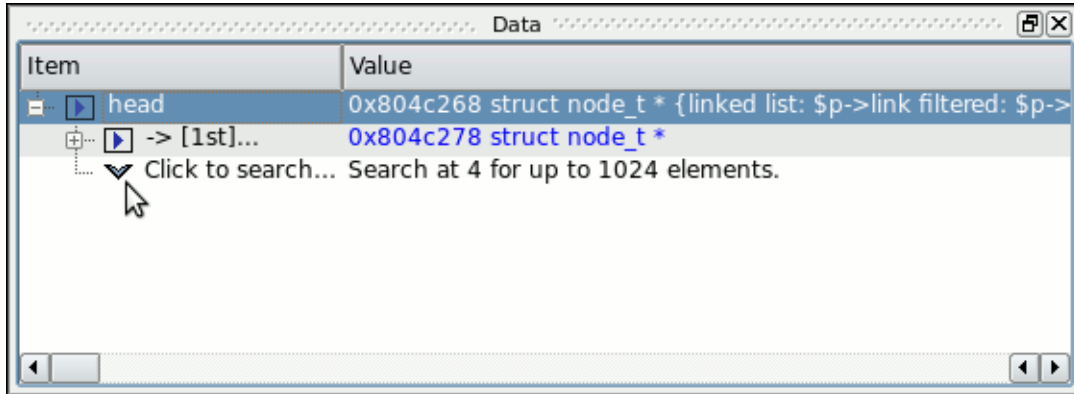 Data
Item Value
head 0x804c268 struct node_t * {linked list: $p->link filtered: $p->
-> [1st]... 0x804c278 struct node_t *
Click to search... Search at 4 for up to 1024 elements.